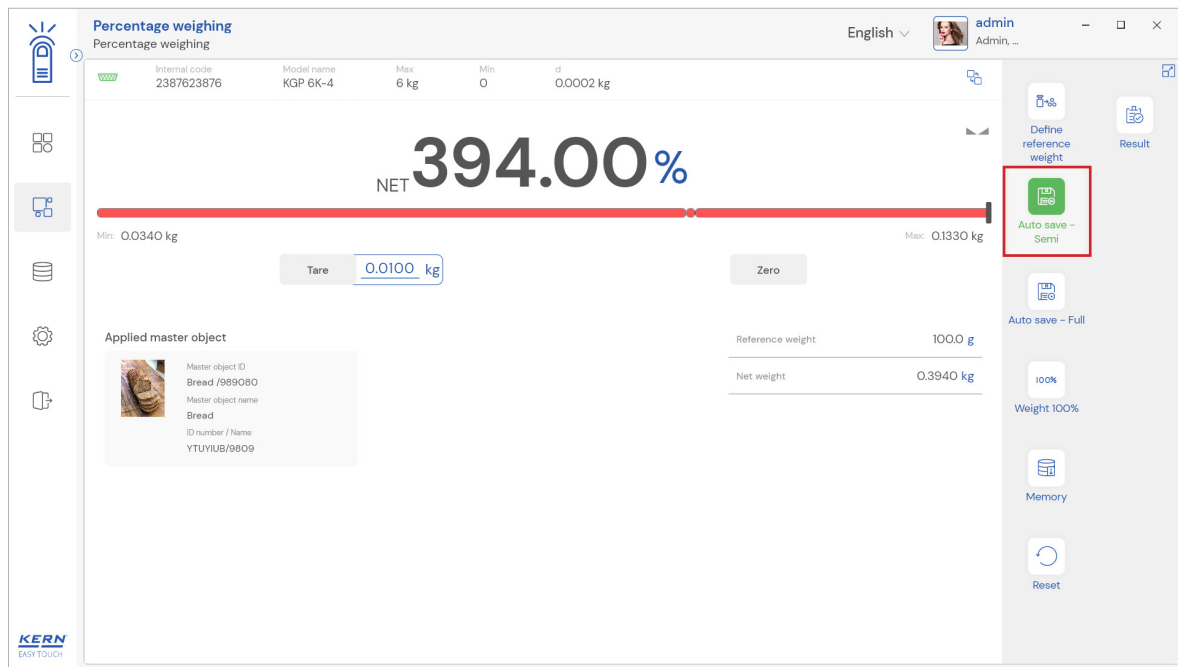 Percentage weighing
Percentage weighing
English
admin
Admin, ...
Internal code
2387623876
Model name
KGP 6K-4
Max
6 kg
Min
0
d
0.0002 kg
NET 394.00 %
Min: 0.0340 kg
Max: 0.1330 kg
Tare 0.0100 kg
Zero
Applied master object
Master object ID
Bread /989080
Master object name
Bread
ID number / Name
YTUYIUB/9809
Reference weight 100.0 g
Net weight 0.3940 kg
Define
reference
weight
Result
Auto save -
Semi
Auto save - Full
100%
Weight 100%
Memory
Reset
KERN
EASY TOUCH